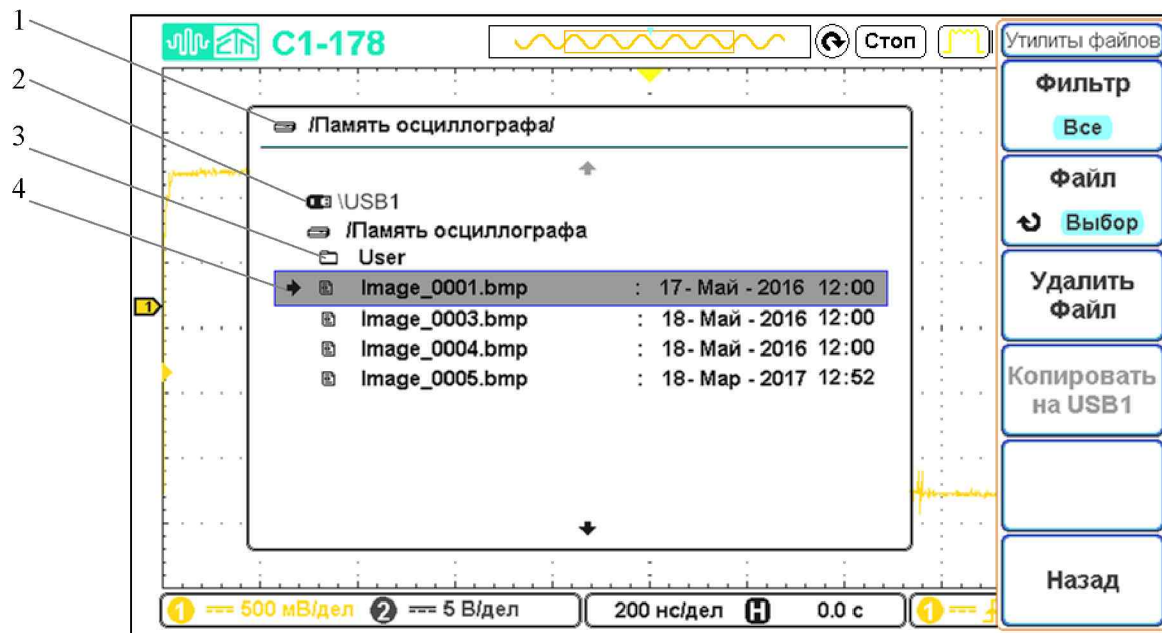 1
2
3
4
C1-178
Стоп
/Память осциллографа/
\USB1
/Память осциллографа
User
Image_0001.bmp : 17- Май - 2016 12:00
Image_0003.bmp : 18- Май - 2016 12:00
Image_0004.bmp : 18- Май - 2016 12:00
Image_0005.bmp : 18- Мар - 2017 12:52
1
1 500 мВ/дел 2 5 В/дел
200 нс/дел H 0.0 с
1
Утилиты файлов
Фильтр
Все
Файл
Выбор
Удалить
Файл
Копировать
на USB1
Назад